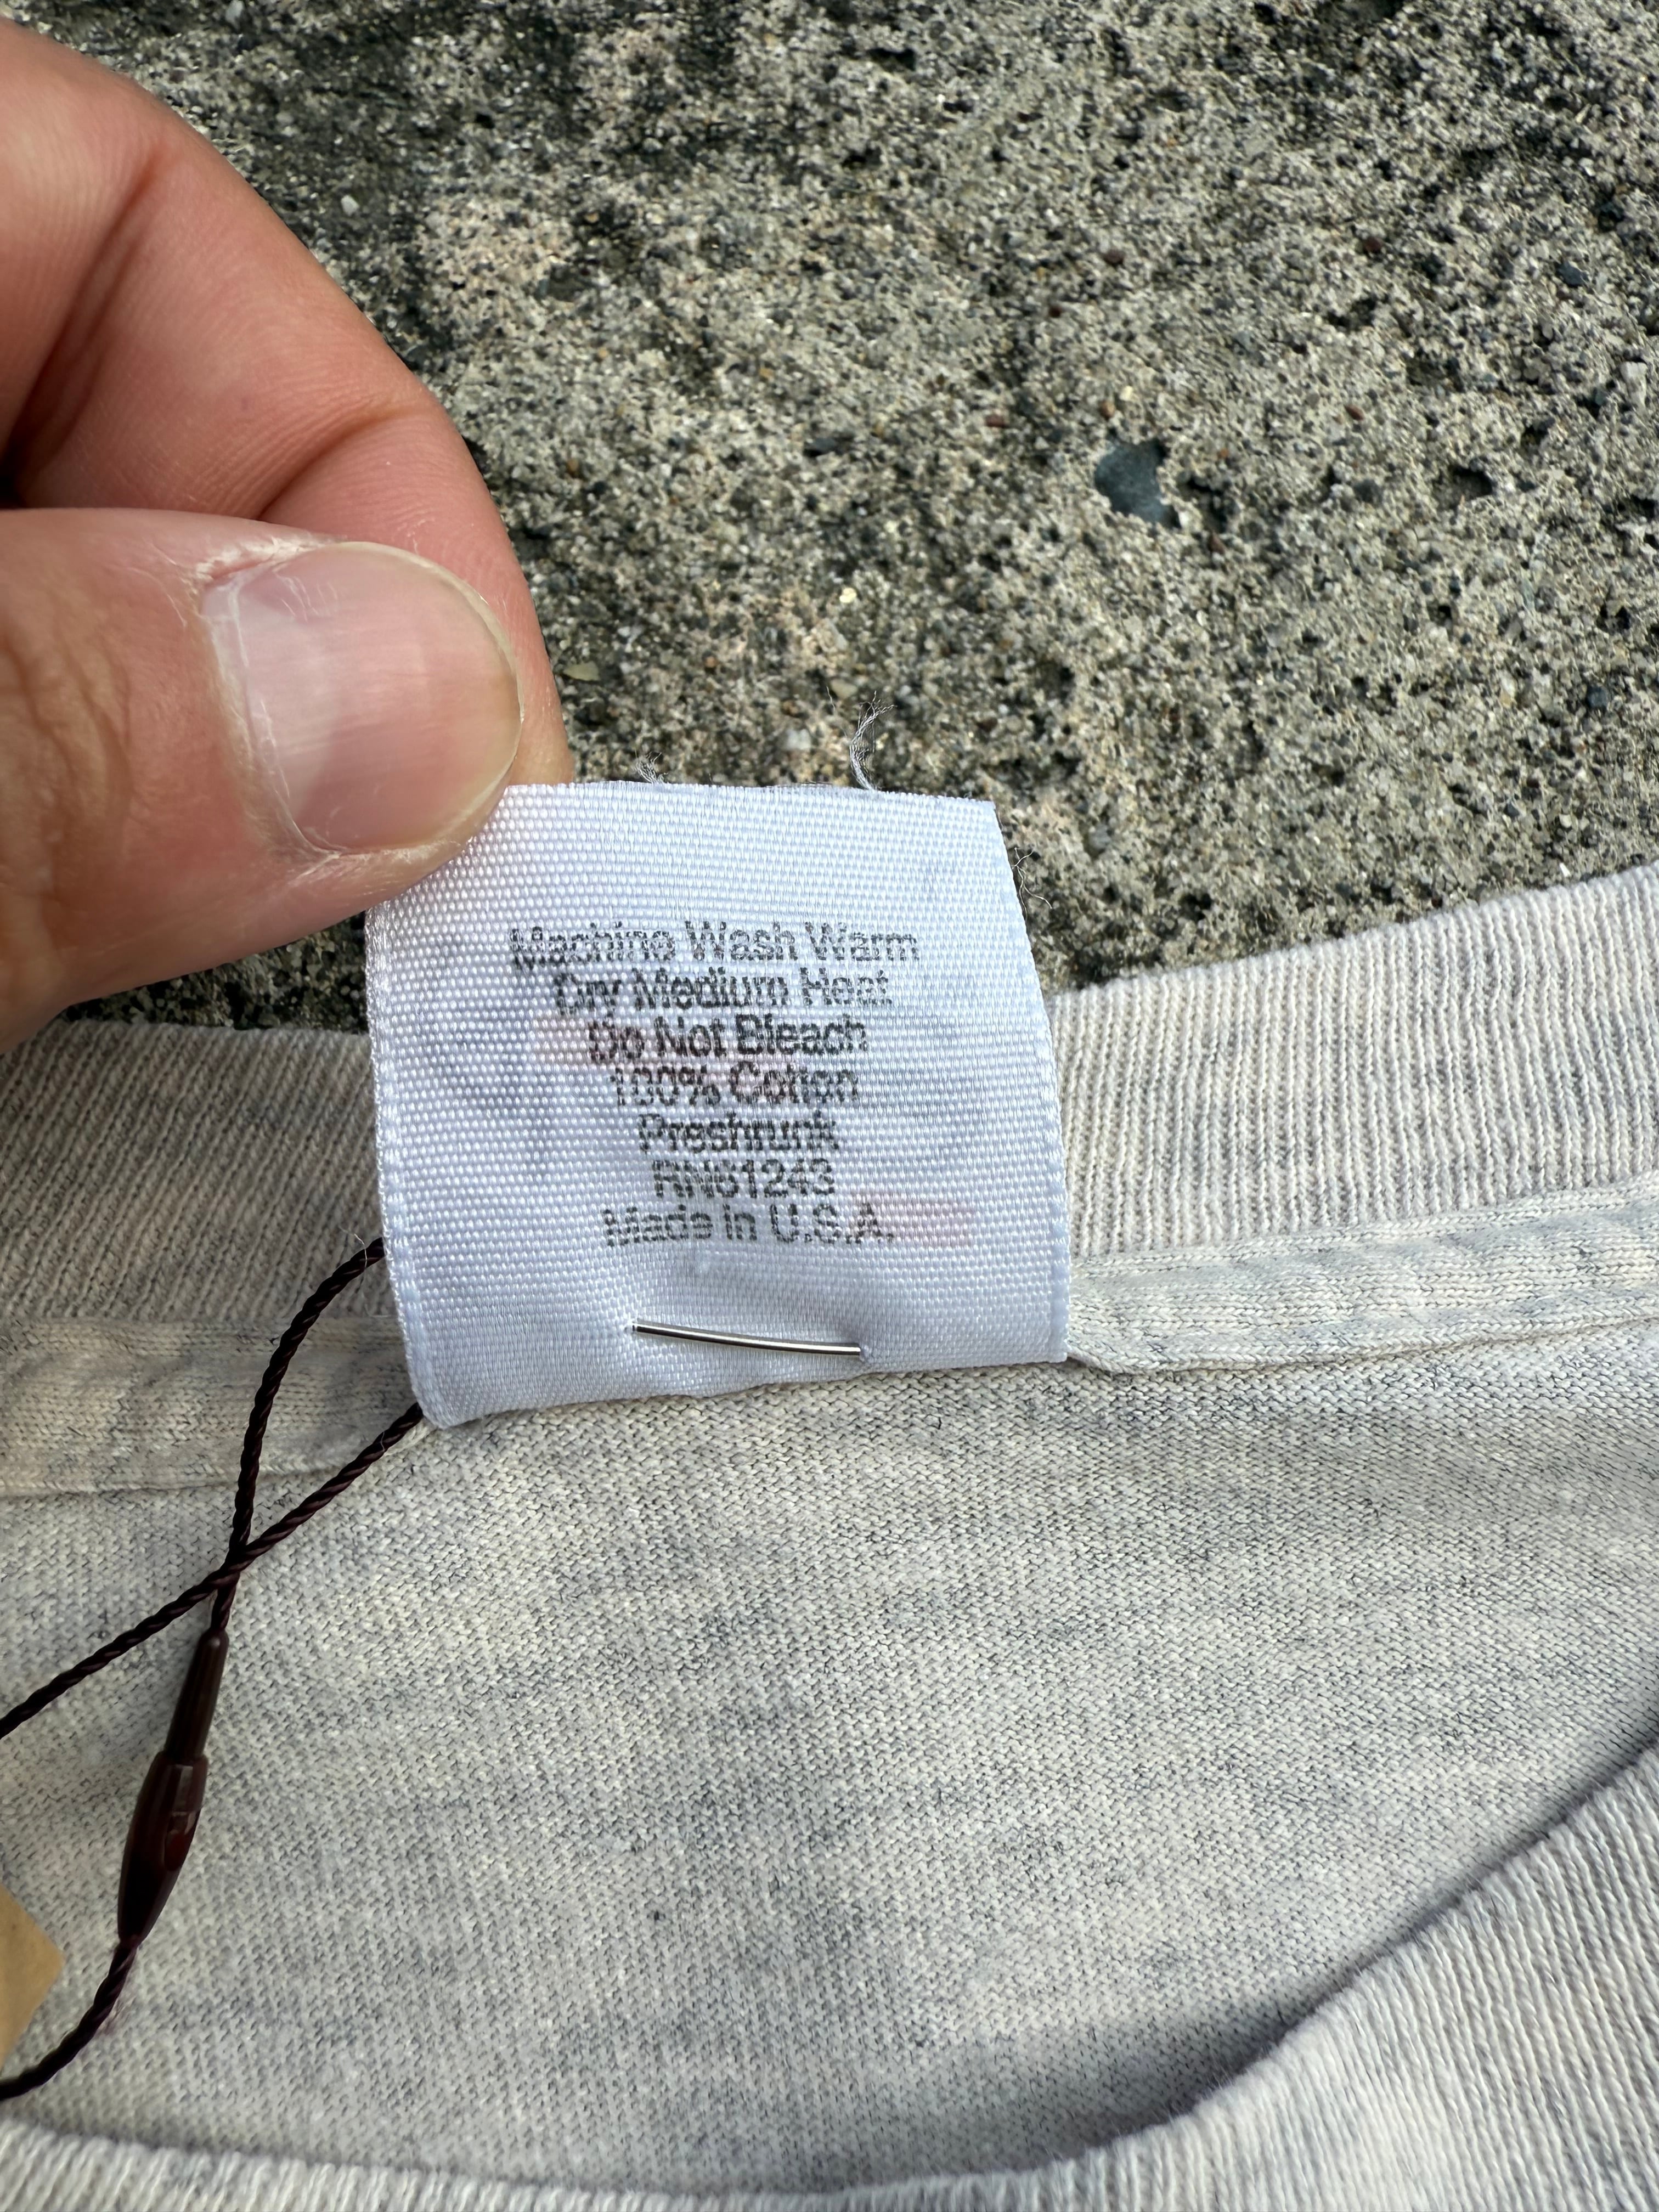 Machine Wash Warm
Dry Medium Heat
Do Not Bleach
100% Cotton
Preshrunk
RN61243
Made in U.S.A.